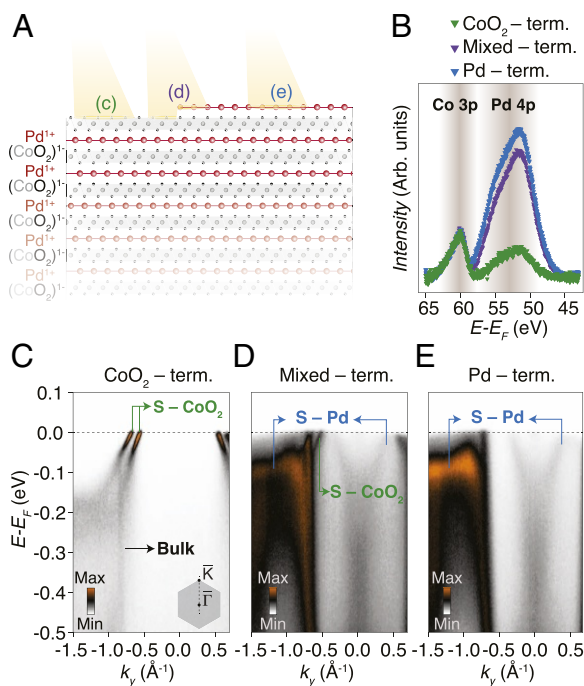 A
(c)
(d)
(e)
Pd1+
(CoO2)1-
Pd1+
(CoO2)1-
Pd1+
(CoO2)1-
Pd1+
(CoO2)1-
Pd1+
(CoO2)1-
B
CoO2 – term.
Mixed – term.
Pd – term.
Co 3p Pd 4p
Intensity (Arb. units)
65 60 55 50 45
E-EF (eV)
C
CoO2 – term.
S – CoO2
Bulk
K
Γ
Max
Min
0.1
0.0
-0.1
-0.2
-0.3
-0.4
-0.5
E-EF (eV)
-1.5 -1.0 -0.5 0.0 0.5
ky (Å-1)
D
Mixed – term.
S – Pd
S – CoO2
Max
Min
-1.5 -1.0 -0.5 0.0 0.5
ky (Å-1)
E
Pd – term.
S – Pd
Max
Min
-1.5 -1.0 -0.5 0.0 0.5
ky (Å-1)